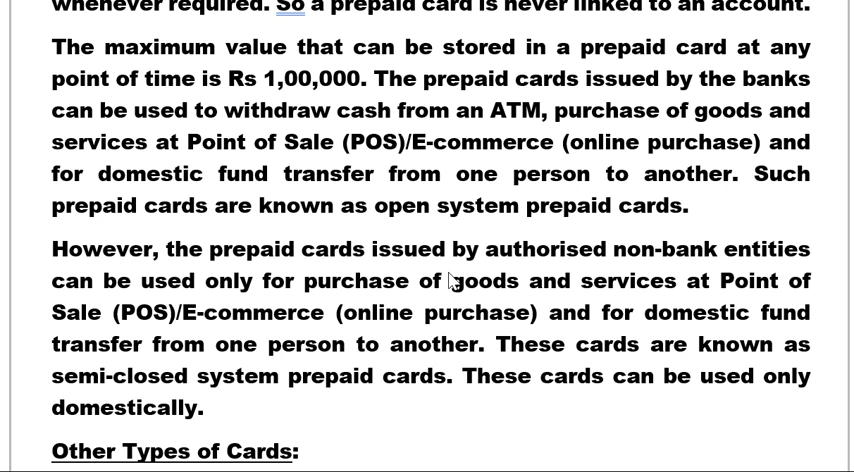 whenever required. So a prepaid card is never linked to an account.
The maximum value that can be stored in a prepaid card at any
point of time is Rs 1,00,000. The prepaid cards issued by the banks
can be used to withdraw cash from an ATM, purchase of goods and
services at Point of Sale (POS)/E-commerce (online purchase) and
for domestic fund transfer from one person to another. Such
prepaid cards are known as open system prepaid cards.
However, the prepaid cards issued by authorised non-bank entities
can be used only for purchase of goods and services at Point of
Sale (POS)/E-commerce (online purchase) and for domestic fund
transfer from one person to another. These cards are known as
semi-closed system prepaid cards. These cards can be used only
domestically.
Other Types of Cards: